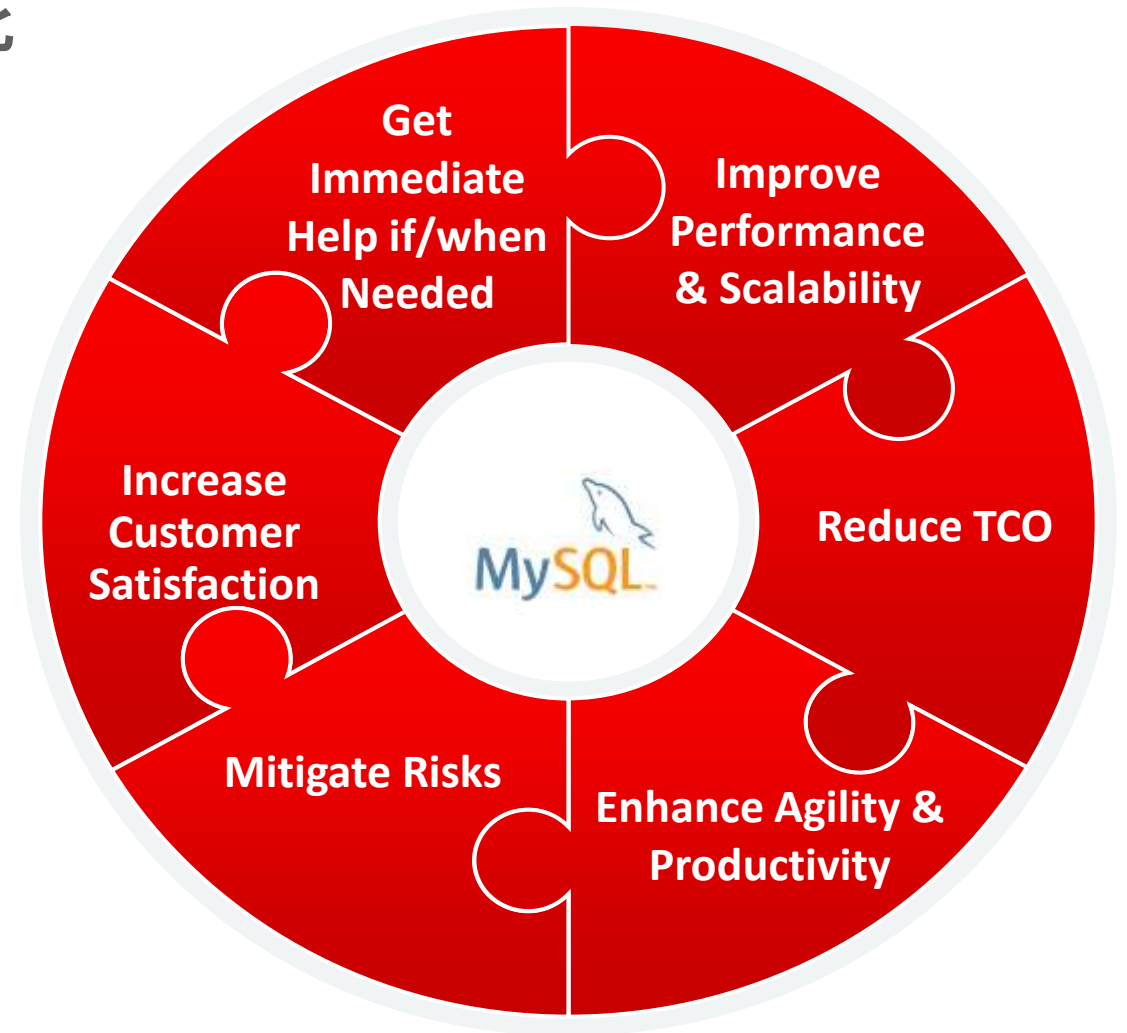 Get
Immediate
Help if/when
Needed
Improve
Performance
& Scalability
Reduce TCO
Enhance Agility &
Productivity
Mitigate Risks
Increase
Customer
Satisfaction
MySQL™